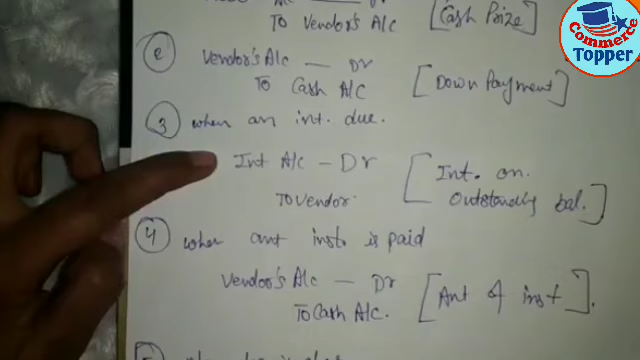 To Vendor's A/c [Cash Prize]
Commerce Topper
(2) Vendor's A/c — Dr
To Cash A/c [Down Payment]
(3) when an int. due.
Int A/c - Dr [Int. on
To vendor. Outstanding bal.]
(4) when amt inst. is paid
Vendor's A/c — Dr
To Cash A/c. [Amt of inst].